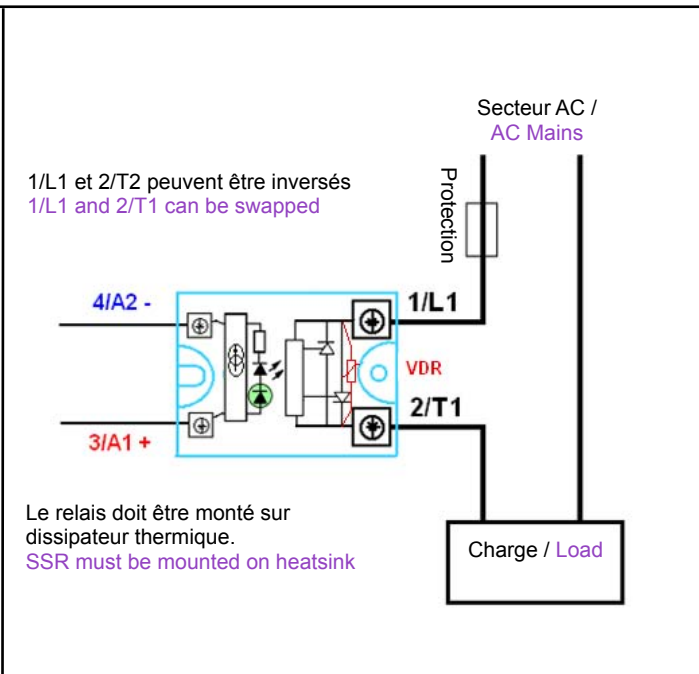 Secteur AC /
AC Mains
1/L1 et 2/T2 peuvent être inversés
1/L1 and 2/T1 can be swapped
Protection
4/A2 -
1/L1
VDR
2/T1
3/A1 +
Le relais doit être monté sur
dissipateur thermique.
SSR must be mounted on heatsink
Charge / Load